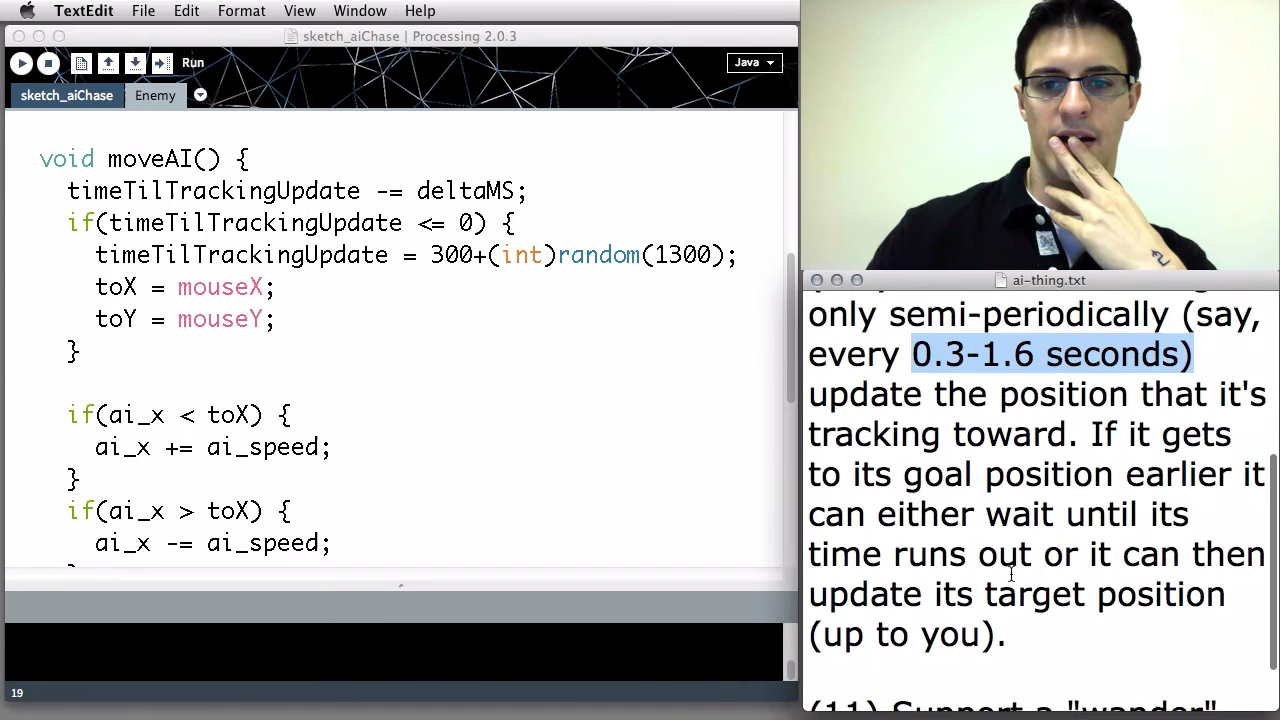 TextEdit File Edit Format View Window Help
sketch_aiChase | Processing 2.0.3
Run
Java
sketch_aiChase Enemy
void moveAI() {
timeTilTrackingUpdate -= deltaMS;
if(timeTilTrackingUpdate <= 0) {
timeTilTrackingUpdate = 300+(int)random(1300);
toX = mouseX;
toY = mouseY;
}
if(ai_x < toX) {
ai_x += ai_speed;
}
if(ai_x > toX) {
ai_x -= ai_speed;
19
ai-thing.txt
only semi-periodically (say,
every 0.3-1.6 seconds)
update the position that it's
tracking toward. If it gets
to its goal position earlier it
can either wait until its
time runs out or it can then
update its target position
(up to you).
(11) Support a "wander"